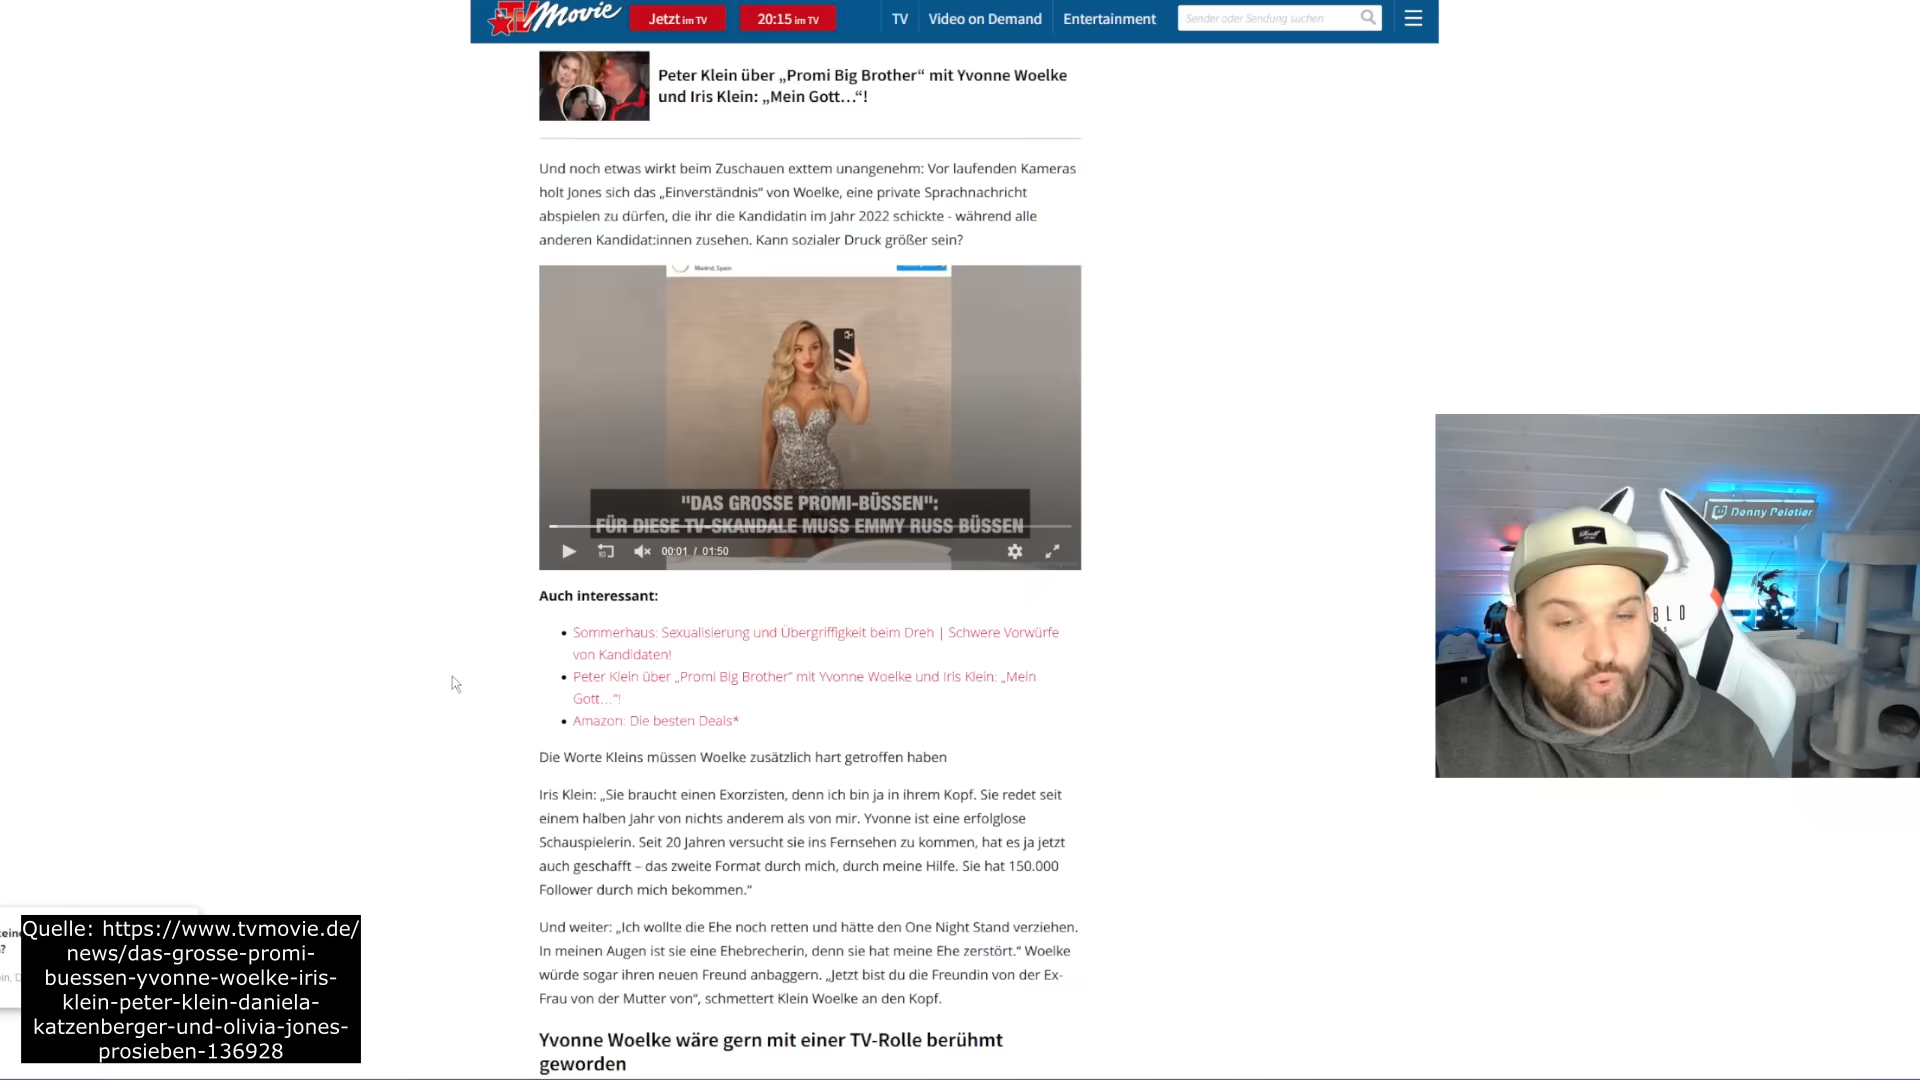 TVMovie
Jetzt im TV
20:15 im TV
TV
Video on Demand
Entertainment
Sender oder Sendung suchen
Peter Klein über „Promi Big Brother“ mit Yvonne Woelke
und Iris Klein: „Mein Gott…“!
Und noch etwas wirkt beim Zuschauen exttem unangenehm: Vor laufenden Kameras
holt Jones sich das „Einverständnis“ von Woelke, eine private Sprachnachricht
abspielen zu dürfen, die ihr die Kandidatin im Jahr 2022 schickte - während alle
anderen Kandidat:innen zusehen. Kann sozialer Druck größer sein?
Madrid, Spain
"DAS GROSSE PROMI-BÜSSEN":
FÜR DIESE TV-SKANDALE MUSS EMMY RUSS BÜSSEN
10
00:01 / 01:50
Denny Peletier
Auch interessant:
• Sommerhaus: Sexualisierung und Übergriffigkeit beim Dreh | Schwere Vorwürfe
von Kandidaten!
• Peter Klein über „Promi Big Brother“ mit Yvonne Woelke und Iris Klein: „Mein
Gott…“!
• Amazon: Die besten Deals*
Die Worte Kleins müssen Woelke zusätzlich hart getroffen haben
Iris Klein: „Sie braucht einen Exorzisten, denn ich bin ja in ihrem Kopf. Sie redet seit
einem halben Jahr von nichts anderem als von mir. Yvonne ist eine erfolglose
Schauspielerin. Seit 20 Jahren versucht sie ins Fernsehen zu kommen, hat es ja jetzt
auch geschafft – das zweite Format durch mich, durch meine Hilfe. Sie hat 150.000
Follower durch mich bekommen.“
Und weiter: „Ich wollte die Ehe noch retten und hätte den One Night Stand verziehen.
In meinen Augen ist sie eine Ehebrecherin, denn sie hat meine Ehe zerstört.“ Woelke
würde sogar ihren neuen Freund anbaggern. „Jetzt bist du die Freundin von der Ex-
Frau von der Mutter von“, schmettert Klein Woelke an den Kopf.
Yvonne Woelke wäre gern mit einer TV-Rolle berühmt
geworden
Quelle: https://www.tvmovie.de/
news/das-grosse-promi-
buessen-yvonne-woelke-iris-
klein-peter-klein-daniela-
katzenberger-und-olivia-jones-
prosieben-136928